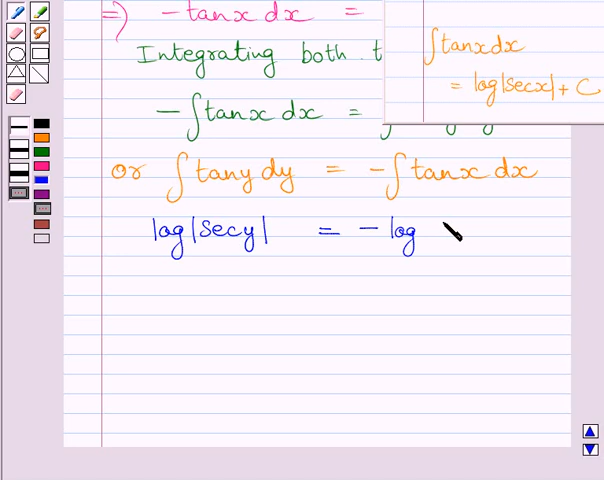 =) - tanx dx =
Integrating both
∫tanxdx
= log|secx| + C
- ∫tanx dx =
or ∫tany dy = - ∫tanx dx
log|Secy| = - log